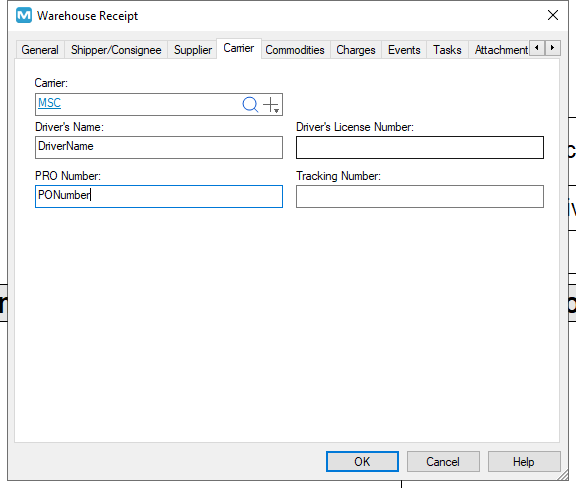 Warehouse Receipt
General Shipper/Consignee Supplier Carrier Commodities Charges Events Tasks Attachment
Carrier:
MSC
Driver's Name: Driver's License Number:
DriverName
PRO Number: Tracking Number:
PONumber
OK Cancel Help